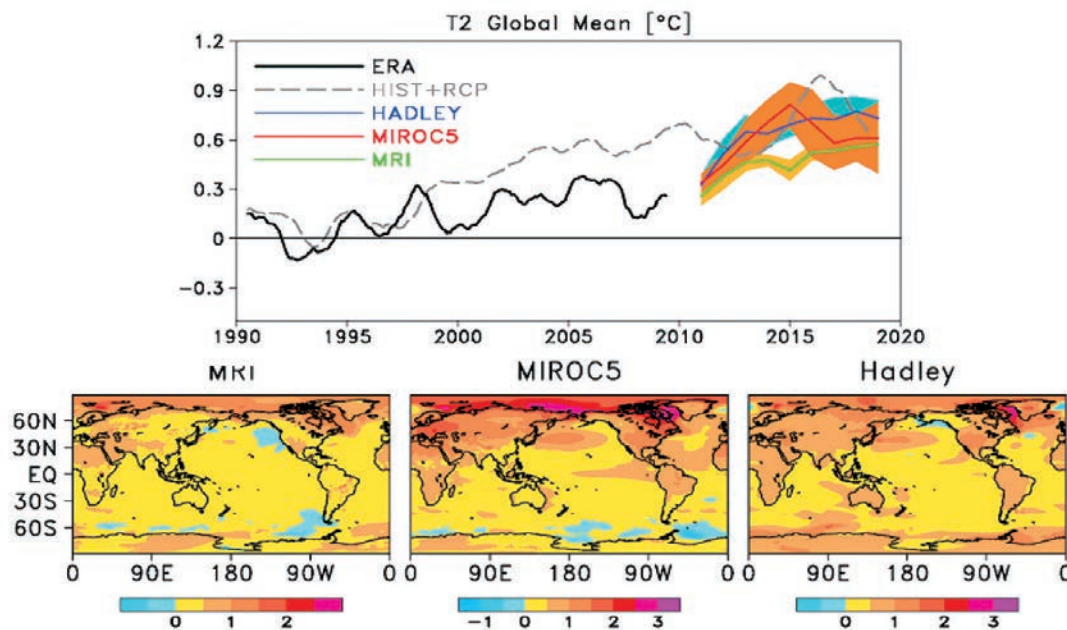 T2 Global Mean [°C]
1.2
0.9
0.6
0.3
0
−0.3
ERA
HIST+RCP
HADLEY
MIROC5
MRI
1990 1995 2000 2005 2010 2015 2020
MRI MIROC5 Hadley
60N
30N
EQ
30S
60S
0 90E 180 90W 0 90E 180 90W 0 90E 180 90W 0
0 1 2 −1 0 1 2 3 0 1 2 3